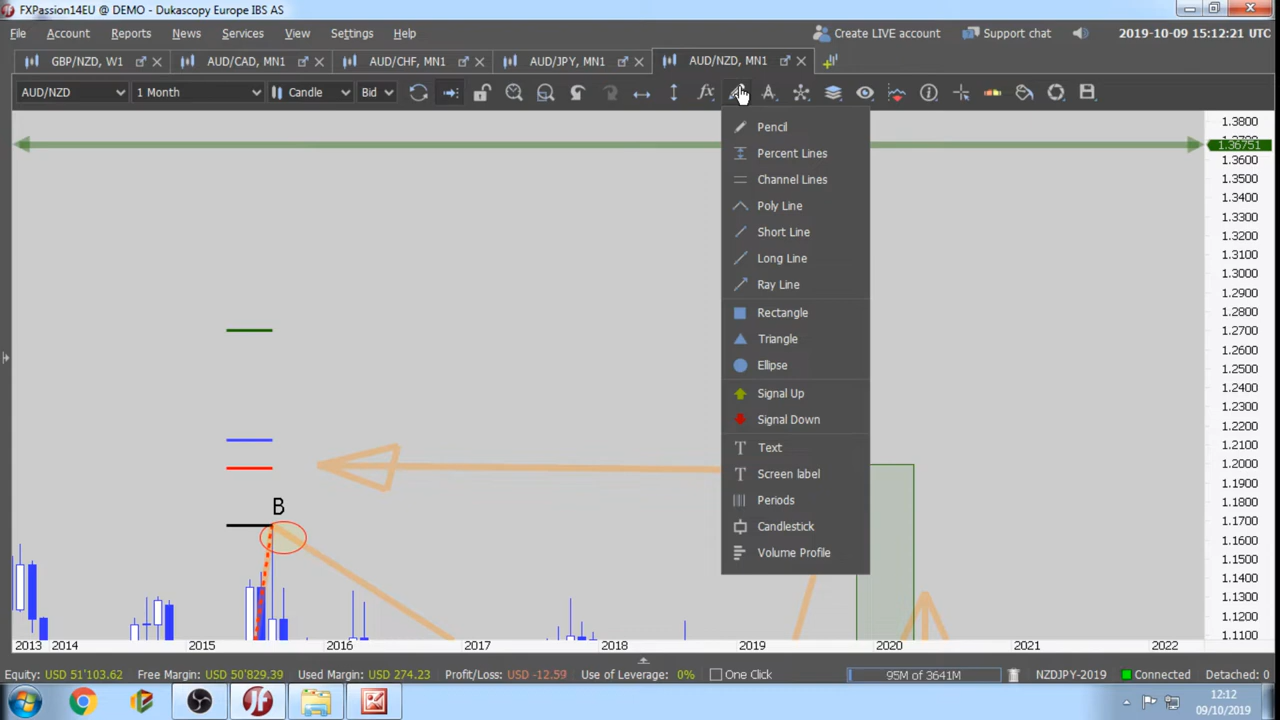 FXPassion14EU @ DEMO - Dukascopy Europe IBS AS
File Account Reports News Services View Settings Help Create LIVE account Support chat 2019-10-09 15:12:21 UTC
GBP/NZD, W1 AUD/CAD, MN1 AUD/CHF, MN1 AUD/JPY, MN1 AUD/NZD, MN1
AUD/NZD 1 Month Candle Bid fx
Pencil
Percent Lines
Channel Lines
Poly Line
Short Line
Long Line
Ray Line
Rectangle
Triangle
Ellipse
Signal Up
Signal Down
Text
Screen label
Periods
Candlestick
Volume Profile
1.3800
1.36751
1.3600
1.3500
1.3400
1.3300
1.3200
1.3100
1.3000
1.2900
1.2800
1.2700
1.2600
1.2500
1.2400
1.2300
1.2200
1.2100
1.2000
1.1900
1.1800
1.1700
1.1600
1.1500
1.1400
1.1300
1.1200
1.1100
B
2013 2014 2015 2016 2017 2018 2019 2020 2021 2022
Equity: USD 51'103.62 Free Margin: USD 50'829.39 Used Margin: USD 274.23 Profit/Loss: USD -12.59 Use of Leverage: 0% One Click 95M of 3641M NZDJPY-2019 Connected Detached: 0
12:12
09/10/2019